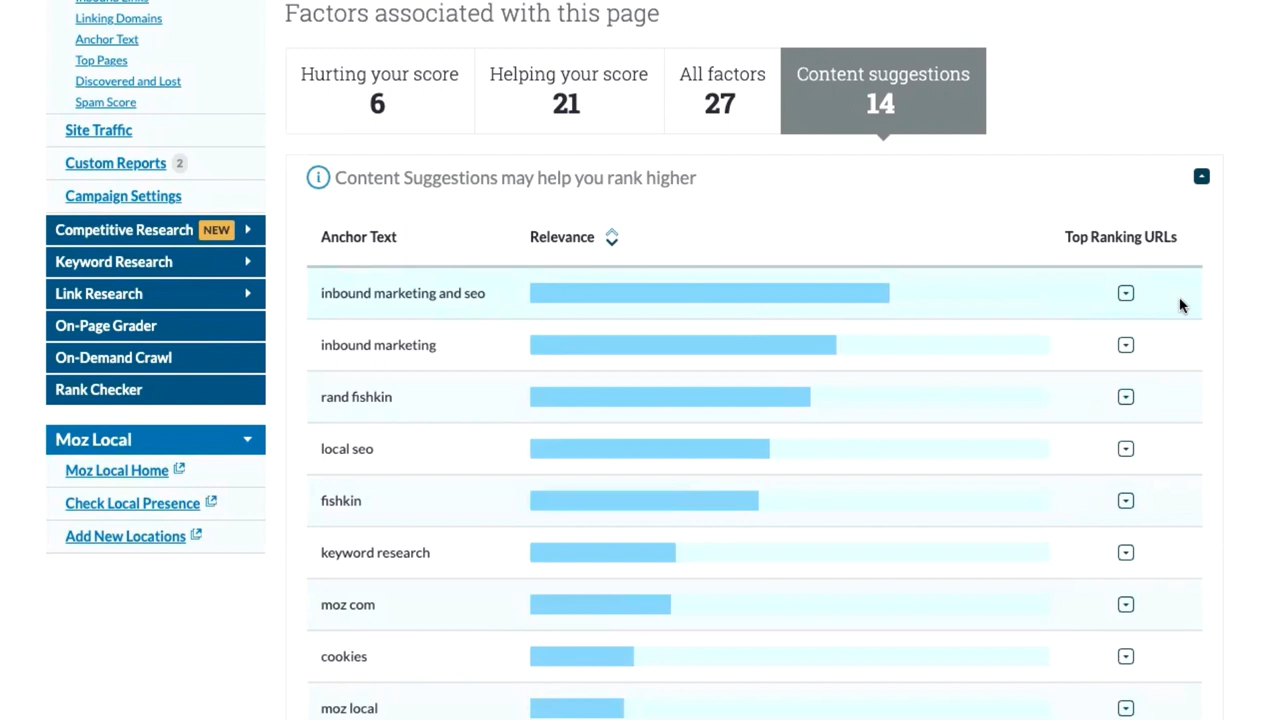 Inbound Links
Linking Domains
Anchor Text
Top Pages
Discovered and Lost
Spam Score
Site Traffic
Custom Reports 2
Campaign Settings
Competitive Research NEW
Keyword Research
Link Research
On-Page Grader
On-Demand Crawl
Rank Checker
Moz Local
Moz Local Home
Check Local Presence
Add New Locations
Factors associated with this page
Hurting your score
6
Helping your score
21
All factors
27
Content suggestions
14
Content Suggestions may help you rank higher
Anchor Text Relevance Top Ranking URLs
inbound marketing and seo
inbound marketing
rand fishkin
local seo
fishkin
keyword research
moz com
cookies
moz local